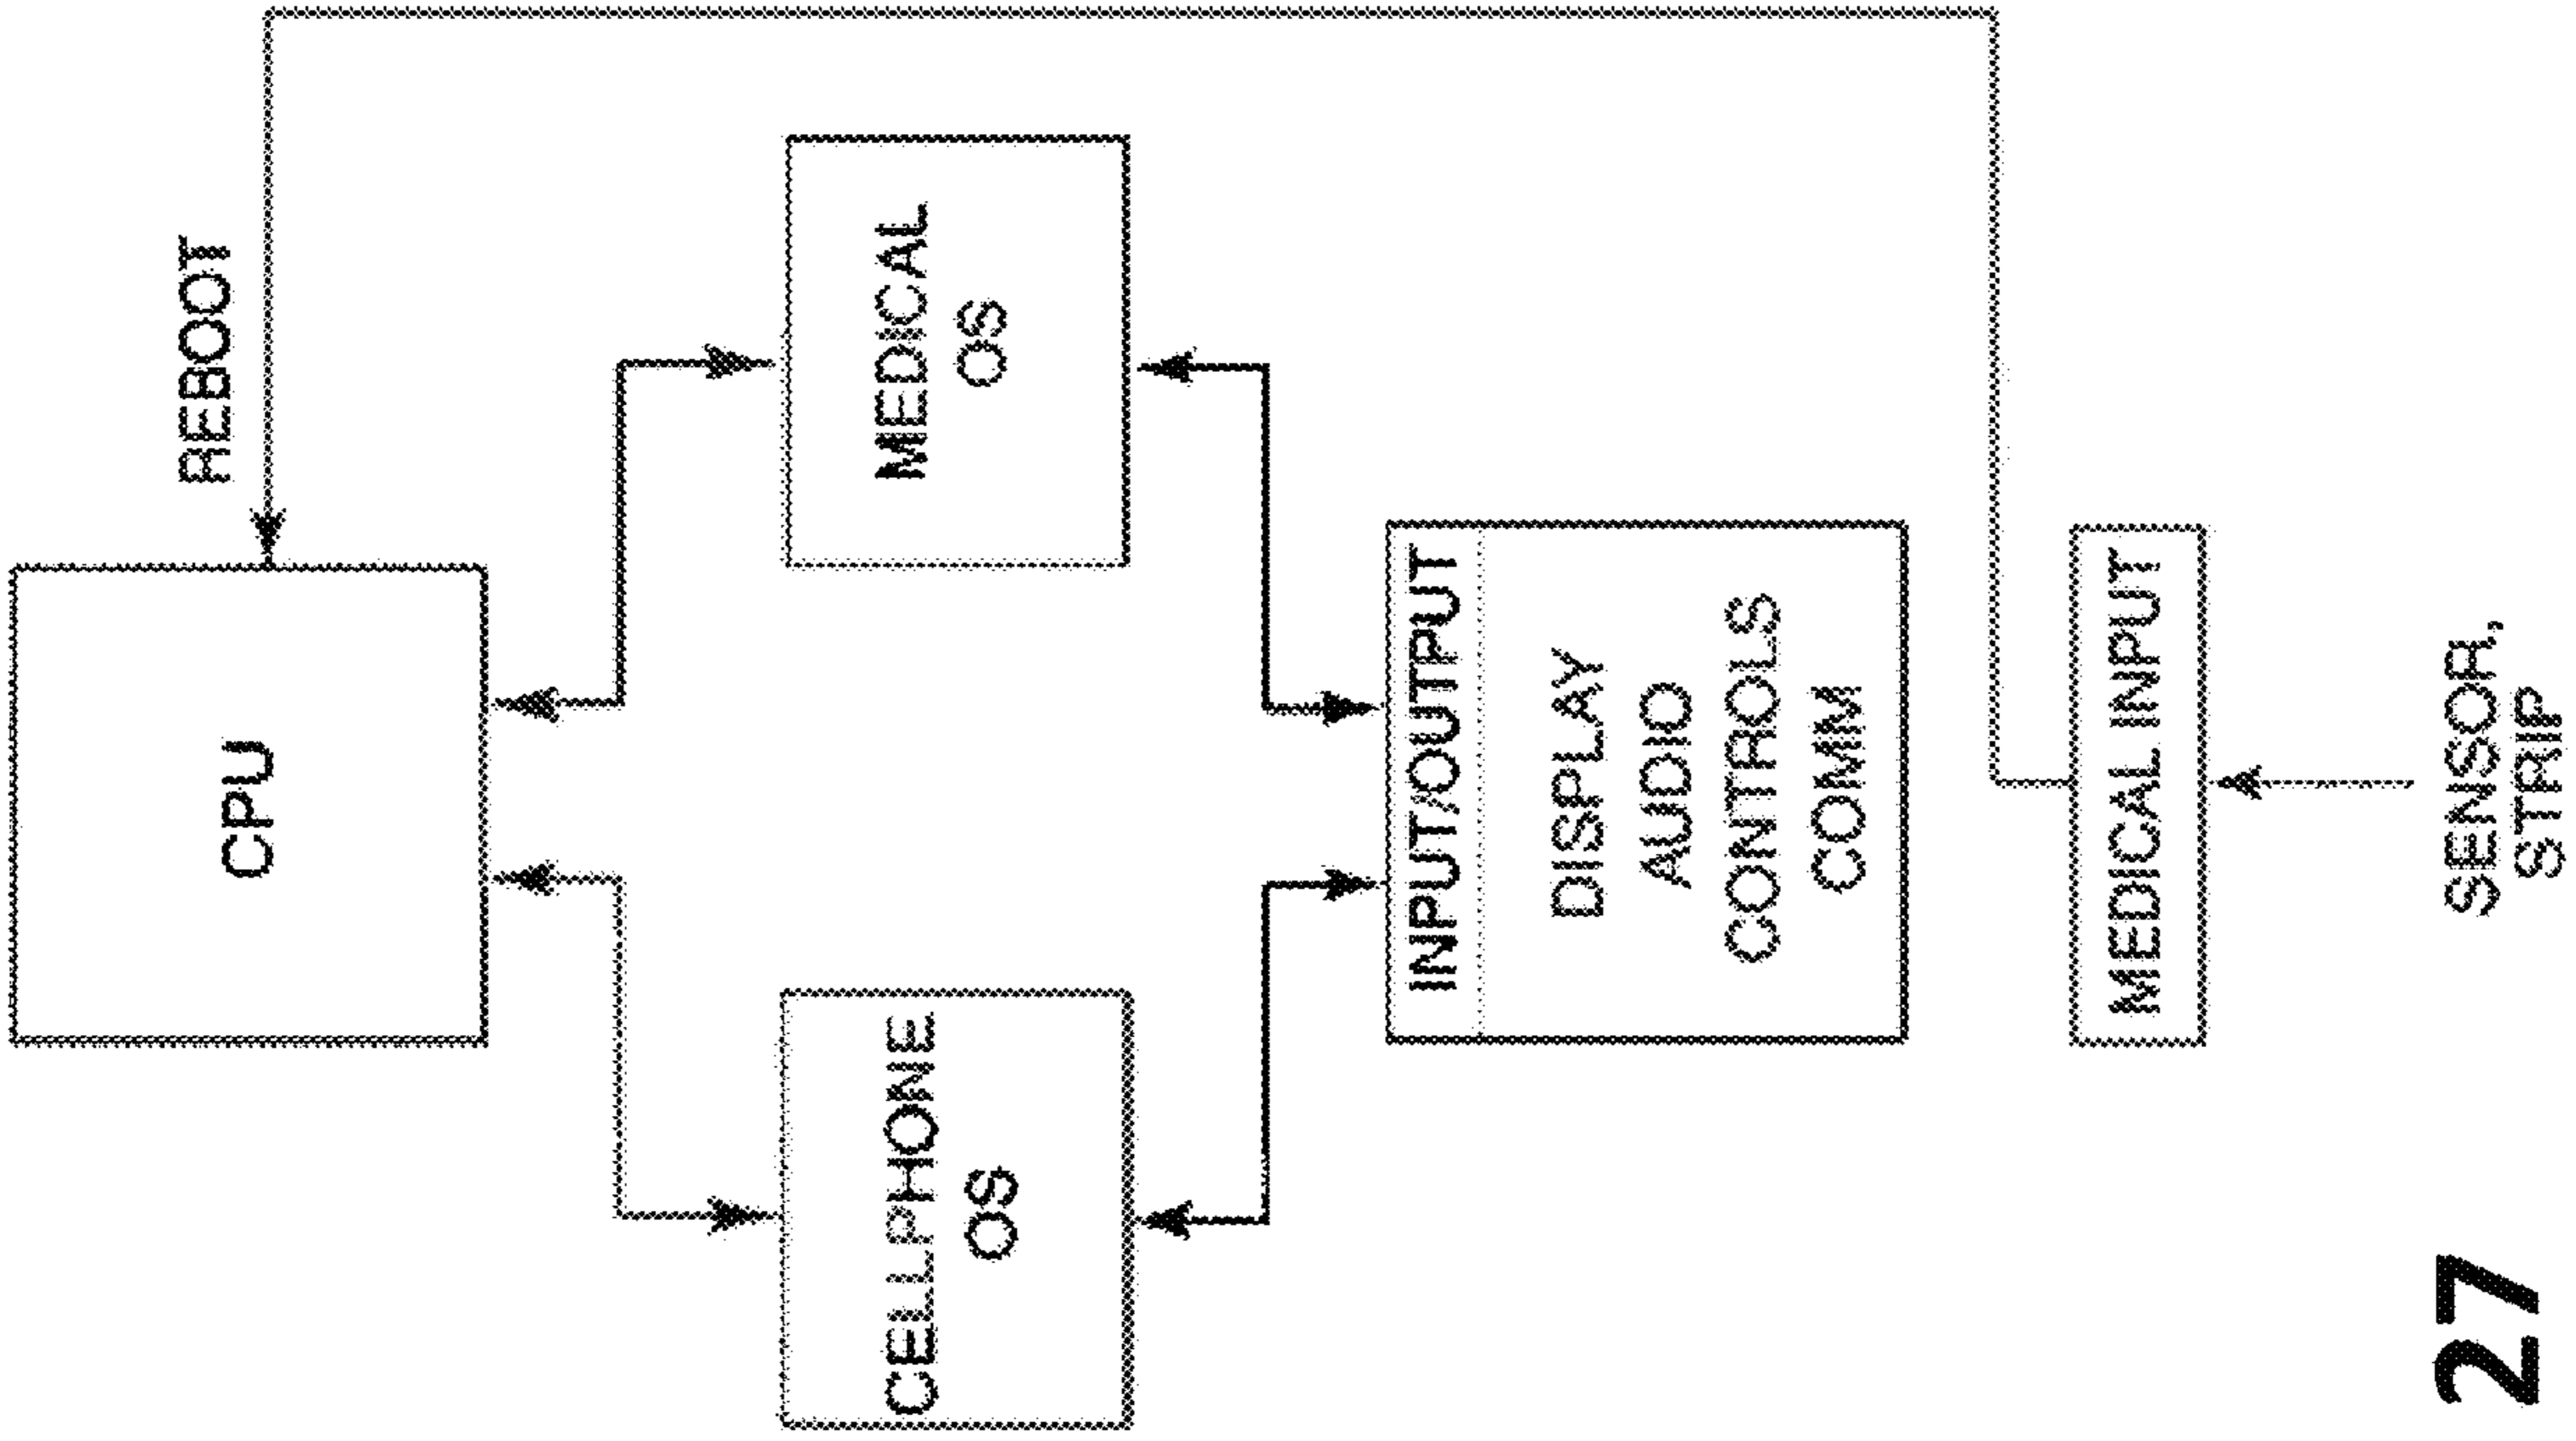 CPU
REBOOT
CELLPHONE
OS
MEDICAL
OS
INPUT/OUTPUT
DISPLAY
AUDIO
CONTROLS
COMM
MEDICAL INPUT
SENSOR,
STRIP
27